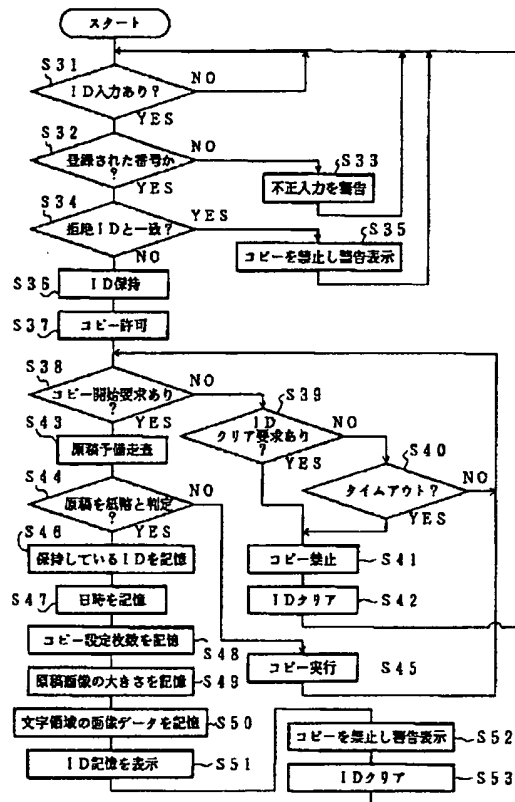 スタート
S31
ID入力あり?
NO
YES
S32
登録された番号か
?
NO
YES
S33
不正入力を警告
S34
拒絶IDと一致?
YES
NO
S35
コピーを禁止し警告表示
S36
ID保持
S37
コピー許可
S38
コピー開始要求あり
?
NO
YES
S39
ID
クリア要求あり
?
NO
YES
S40
タイムアウト?
NO
YES
S43
原稿予備走査
S44
原稿を紙幣と判定
?
NO
YES
S41
コピー禁止
S42
IDクリア
S45
コピー実行
S46
保持しているIDを記憶
S47
日時を記憶
S48
コピー設定枚数を記憶
S49
原稿画像の大きさを記憶
S50
文字領域の画像データを記憶
S51
ID記憶を表示
S52
コピーを禁止し警告表示
S53
IDクリア